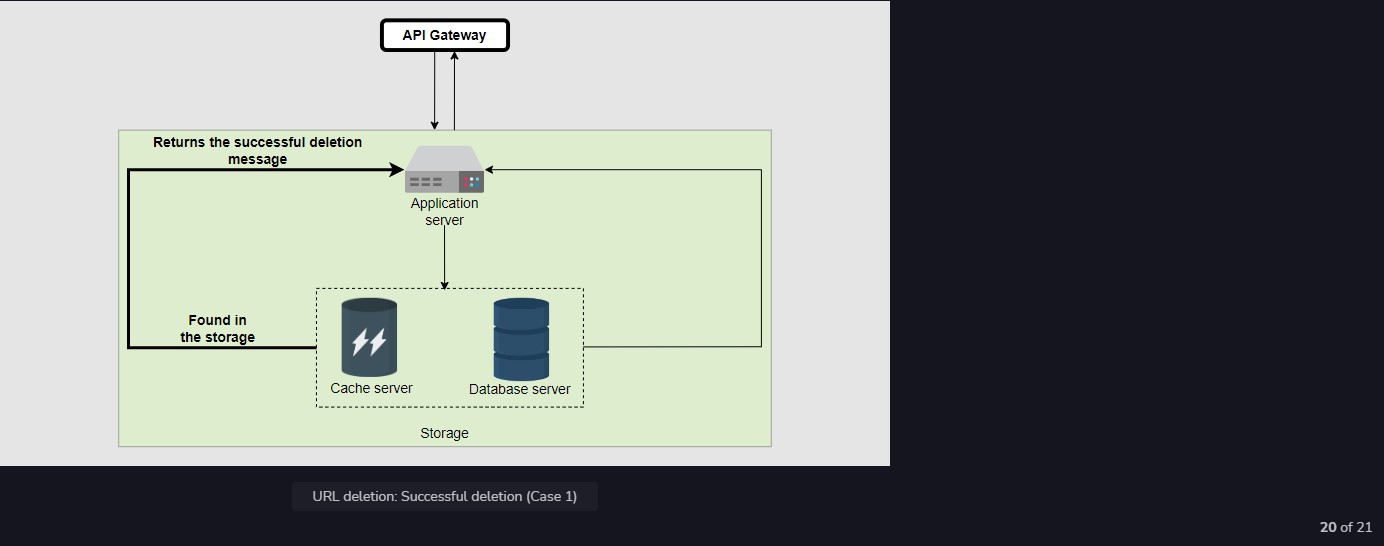 API Gateway
Returns the successful deletion
message
Application
server
Found in
the storage
Cache server
Database server
Storage
URL deletion: Successful deletion (Case 1)
20 of 21